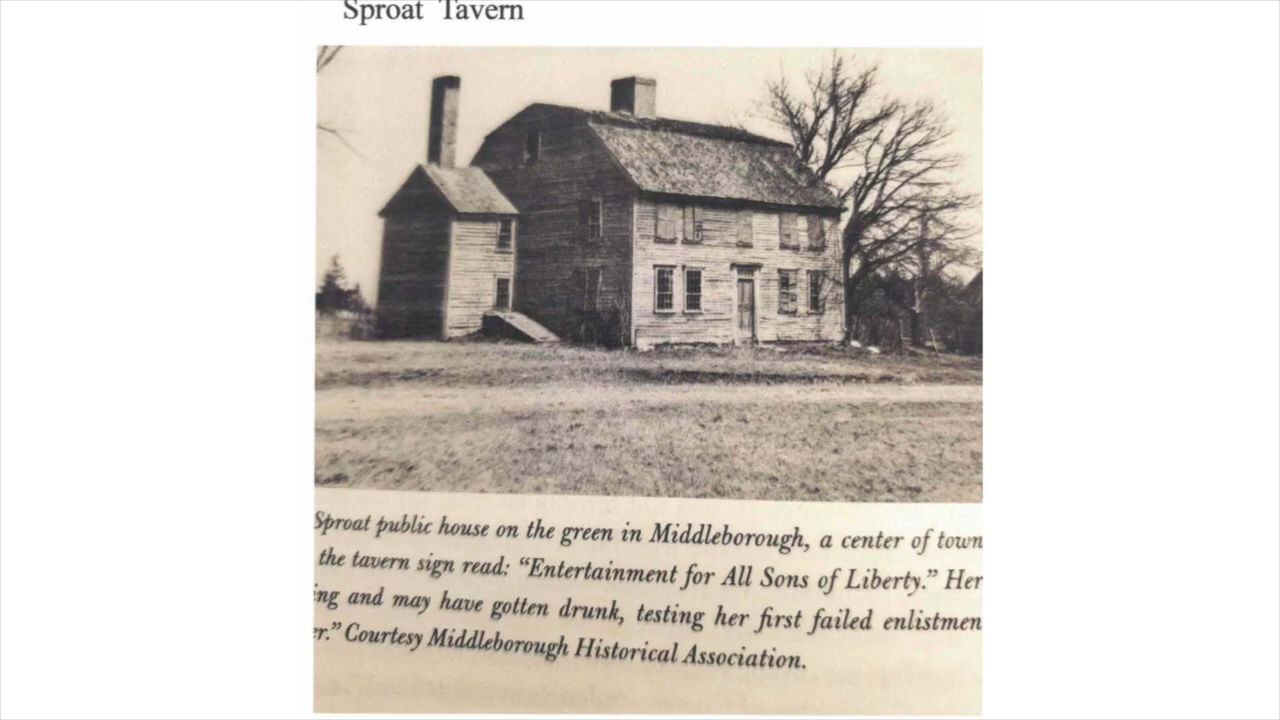 Sproat Tavern
Sproat public house on the green in Middleborough, a center of town
the tavern sign read: “Entertainment for All Sons of Liberty.” Her
ing and may have gotten drunk, testing her first failed enlistmen
er.” Courtesy Middleborough Historical Association.